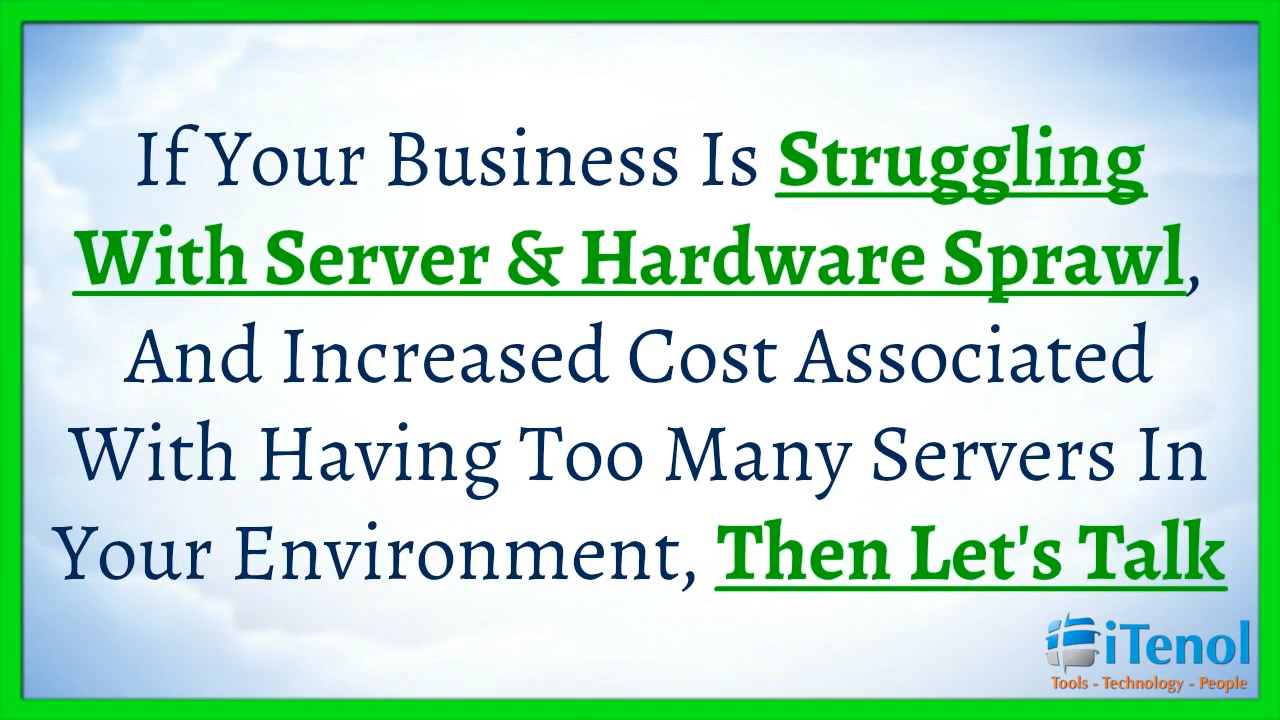 If Your Business Is Struggling
With Server & Hardware Sprawl,
And Increased Cost Associated
With Having Too Many Servers In
Your Environment, Then Let's Talk
iTenol
Tools - Technology - People